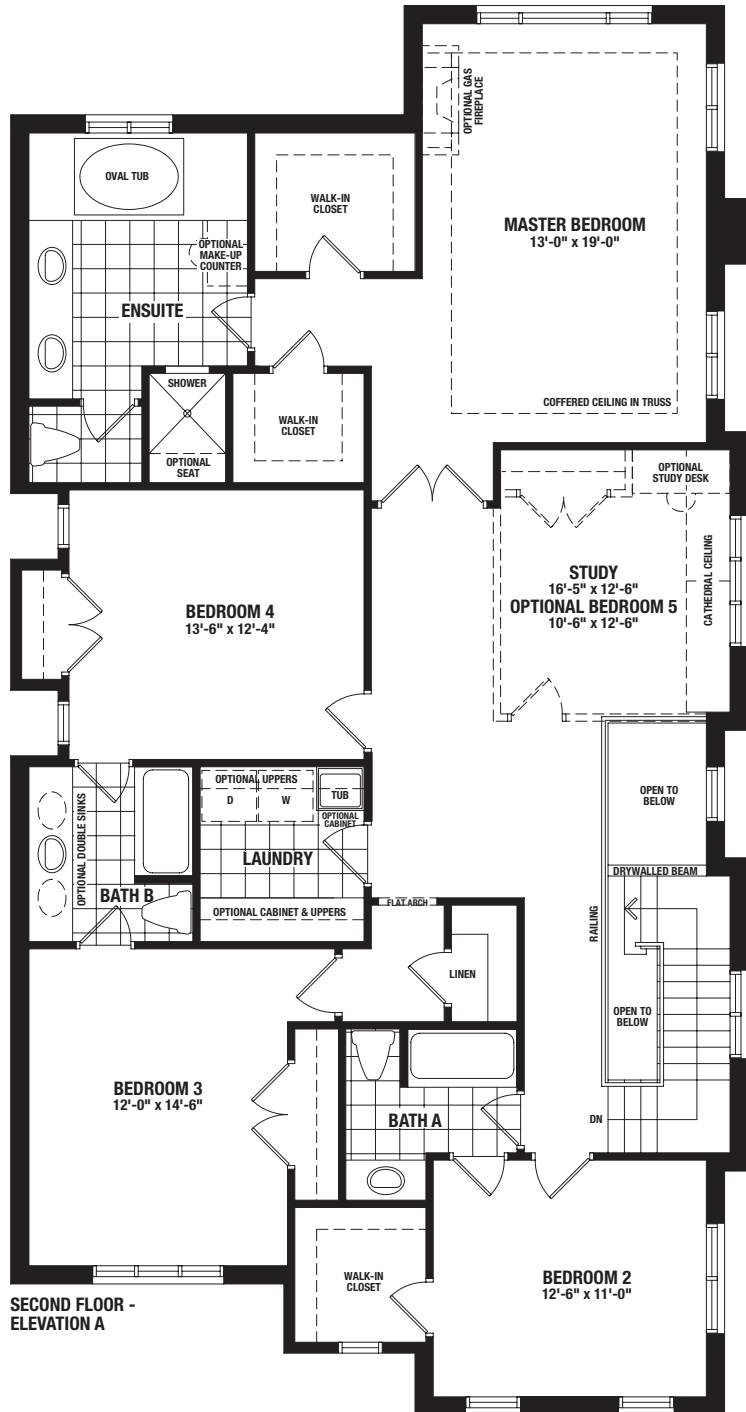 OPTIONAL GAS
FIREPLACE
OVAL TUB
WALK-IN
CLOSET
MASTER BEDROOM
13'-0" x 19'-0"
OPTIONAL
MAKE-UP
COUNTER
ENSUITE
SHOWER
OPTIONAL
SEAT
WALK-IN
CLOSET
COFFERED CEILING IN TRUSS
OPTIONAL
STUDY DESK
CATHEDRAL CEILING
STUDY
16'-5" x 12'-6"
OPTIONAL BEDROOM 5
10'-6" x 12'-6"
BEDROOM 4
13'-6" x 12'-4"
OPTIONAL UPPERS
D
W
TUB
OPTIONAL
CABINET
LAUNDRY
OPTIONAL CABINET & UPPERS
OPTIONAL DOUBLE SINKS
BATH B
OPEN TO
BELOW
DRYWALLED BEAM
FLAT ARCH
RAILING
LINEN
OPEN TO
BELOW
BEDROOM 3
12'-0" x 14'-6"
BATH A
DN
WALK-IN
CLOSET
BEDROOM 2
12'-6" x 11'-0"
SECOND FLOOR -
ELEVATION A